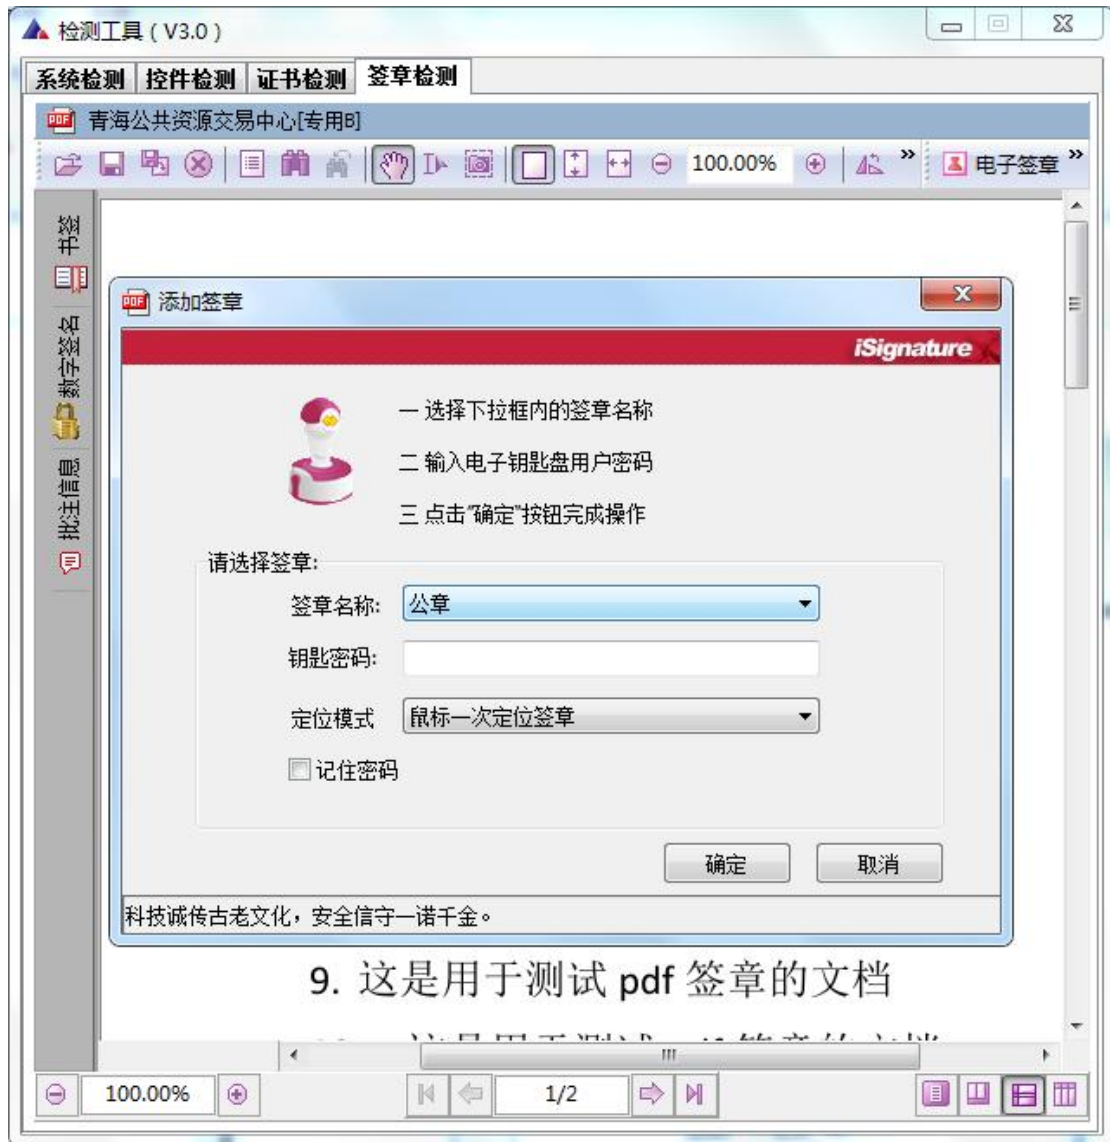 检测工具（V3.0）
系统检测 控件检测 证书检测 签章检测
PDF 青海公共资源交易中心[专用B]
100.00% 电子签章
书签
数字签名
批注信息
PDF 添加签章
iSignature
一 选择下拉框内的签章名称
二 输入电子钥匙盘用户密码
三 点击"确定"按钮完成操作
请选择签章:
签章名称: 公章
钥匙密码:
定位模式 鼠标一次定位签章
记住密码
确定 取消
科技诚传古老文化，安全信守一诺千金。
9. 这是用于测试 pdf 签章的文档
100.00% 1/2